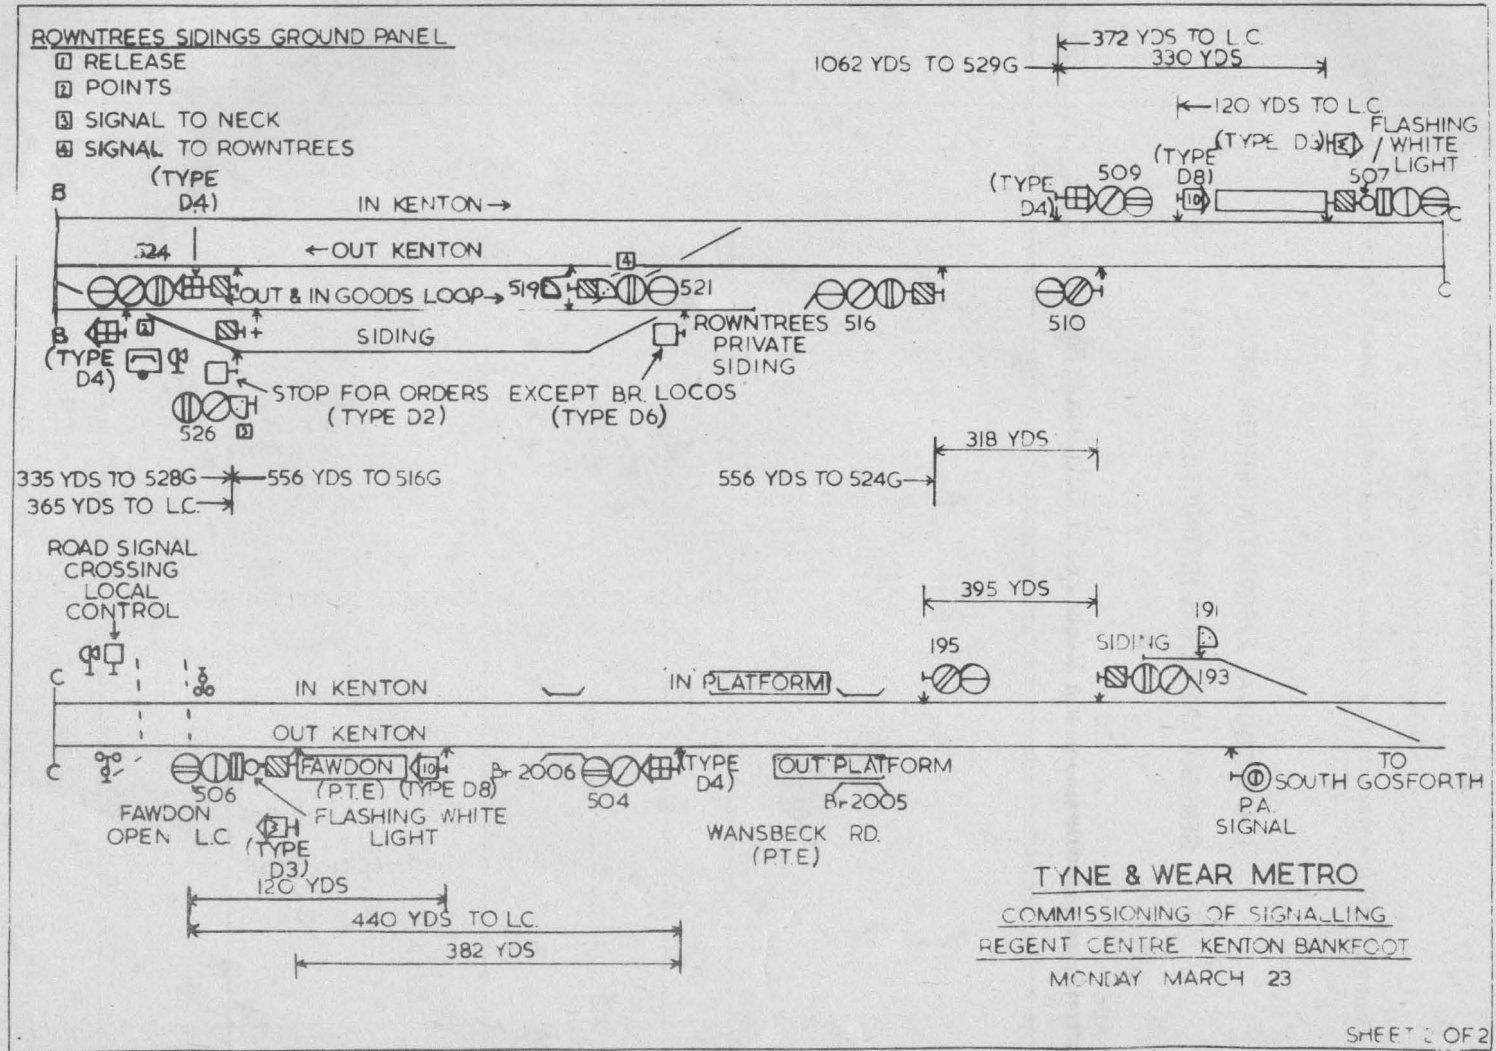 ROWNTREES SIDINGS GROUND PANEL
1 RELEASE
2 POINTS
3 SIGNAL TO NECK
4 SIGNAL TO ROWNTREES
372 YDS TO L.C.
1062 YDS TO 529G
330 YDS
120 YDS TO L.C.
(TYPE D3)
FLASHING WHITE LIGHT
(TYPE D4)
509
(TYPE D8)
10
507
(TYPE D4)
B
IN KENTON
C
524
OUT KENTON
4
OUT & IN GOODS LOOP
519
521
516
510
C
B
(TYPE D4)
2
SIDING
ROWNTREES PRIVATE SIDING
STOP FOR ORDERS
(TYPE D2)
EXCEPT B.R. LOCOS
(TYPE D6)
526
3
318 YDS
335 YDS TO 528G
556 YDS TO 516G
556 YDS TO 524G
365 YDS TO L.C.
ROAD SIGNAL
CROSSING
LOCAL
CONTROL
395 YDS
191
195
SIDING
193
C
IN KENTON
IN PLATFORM
OUT KENTON
C
506
FAWDON
(P.T.E)
10
(TYPE D8)
Br 2006
504
(TYPE D4)
OUT PLATFORM
Br 2005
TO
SOUTH GOSFORTH
P.A.
SIGNAL
FAWDON
OPEN L.C.
FLASHING WHITE
LIGHT
(TYPE D3)
WANSBECK RD.
(P.T.E)
120 YDS
440 YDS TO L.C.
382 YDS
TYNE & WEAR METRO
COMMISSIONING OF SIGNALLING
REGENT CENTRE KENTON BANKFOOT
MONDAY MARCH 23
SHEET 2 OF 2